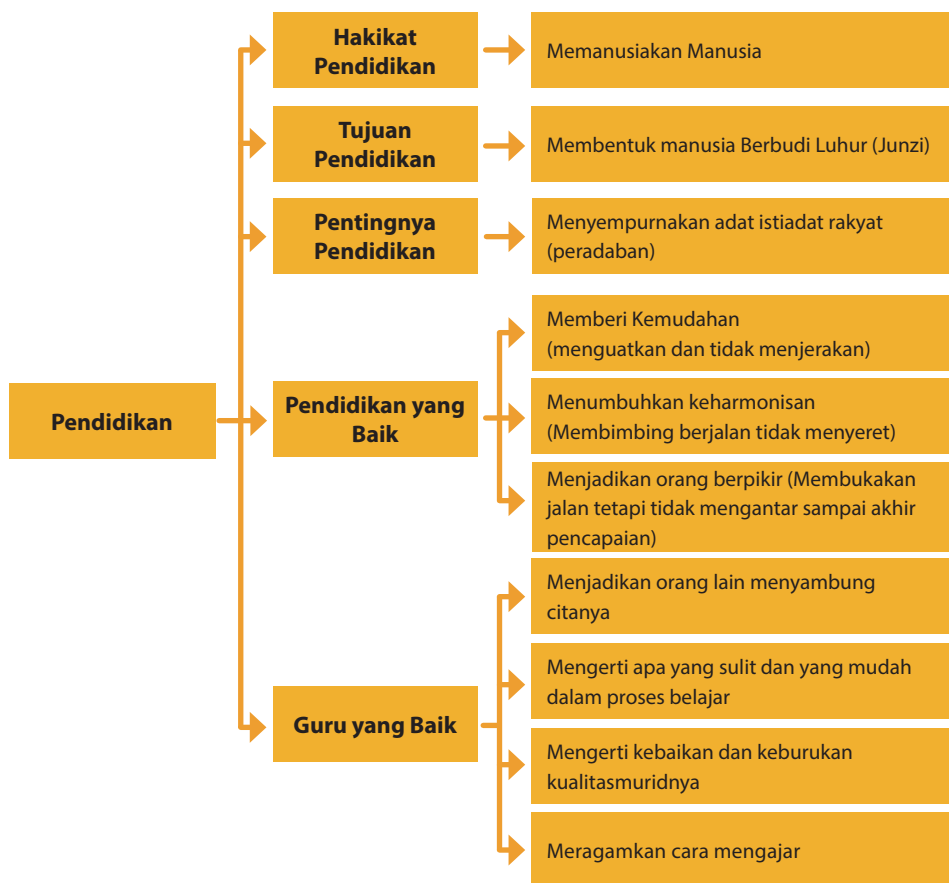 Hakikat
Pendidikan
Memanusiakan Manusia
Tujuan
Pendidikan
Membentuk manusia Berbudi Luhur (Junzi)
Pentingnya
Pendidikan
Menyempurnakan adat istiadat rakyat
(peradaban)
Pendidikan
Pendidikan yang
Baik
Memberi Kemudahan
(menguatkan dan tidak menjerakan)
Menumbuhkan keharmonisan
(Membimbing berjalan tidak menyeret)
Menjadikan orang berpikir (Membukakan
jalan tetapi tidak mengantar sampai akhir
pencapaian)
Guru yang Baik
Menjadikan orang lain menyambung
citanya
Mengerti apa yang sulit dan yang mudah
dalam proses belajar
Mengerti kebaikan dan keburukan
kualitasmuridnya
Meragamkan cara mengajar